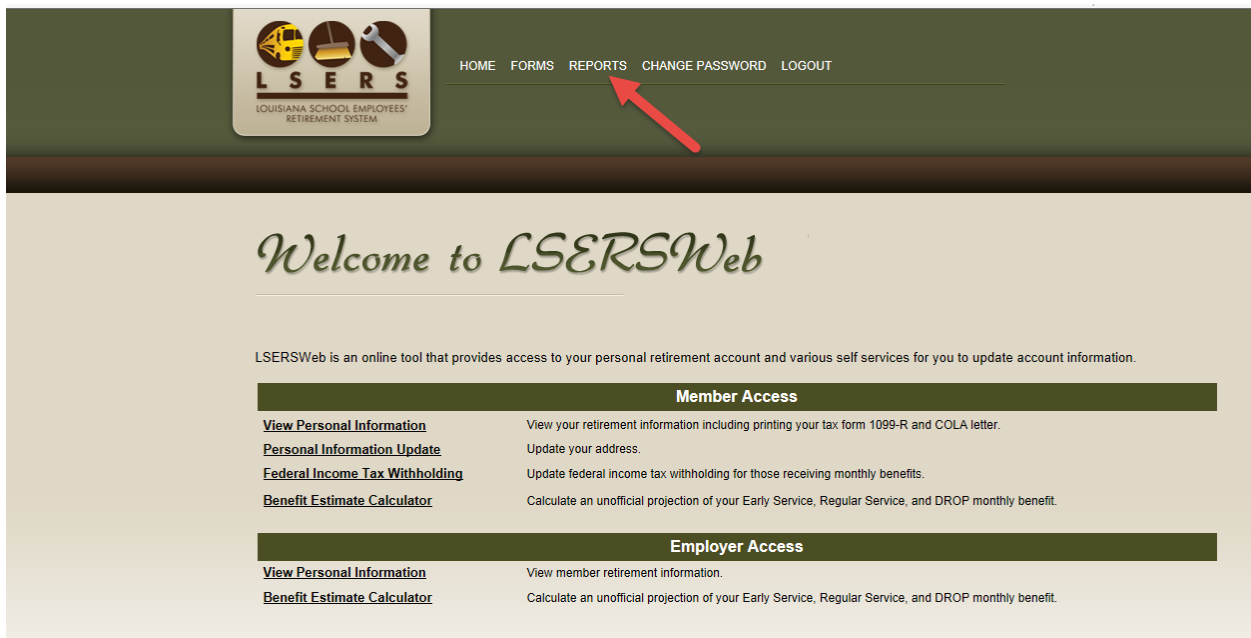 L S E R S
LOUISIANA SCHOOL EMPLOYEES'
RETIREMENT SYSTEM
HOME FORMS REPORTS CHANGE PASSWORD LOGOUT
Welcome to LSERSWeb
LSERSWeb is an online tool that provides access to your personal retirement account and various self services for you to update account information.
Member Access
View Personal Information View your retirement information including printing your tax form 1099-R and COLA letter.
Personal Information Update Update your address.
Federal Income Tax Withholding Update federal income tax withholding for those receiving monthly benefits.
Benefit Estimate Calculator Calculate an unofficial projection of your Early Service, Regular Service, and DROP monthly benefit.
Employer Access
View Personal Information View member retirement information.
Benefit Estimate Calculator Calculate an unofficial projection of your Early Service, Regular Service, and DROP monthly benefit.